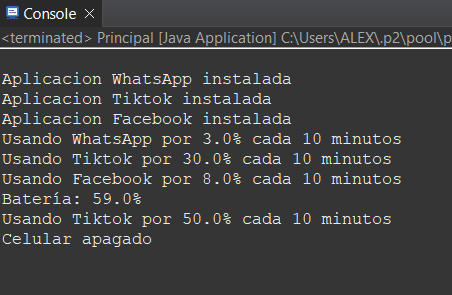 Console
<terminated> Principal [Java Application] C:\Users\ALEX\.p2\pool\p
Aplicacion WhatsApp instalada
Aplicacion Tiktok instalada
Aplicacion Facebook instalada
Usando WhatsApp por 3.0% cada 10 minutos
Usando Tiktok por 30.0% cada 10 minutos
Usando Facebook por 8.0% cada 10 minutos
Batería: 59.0%
Usando Tiktok por 50.0% cada 10 minutos
Celular apagado